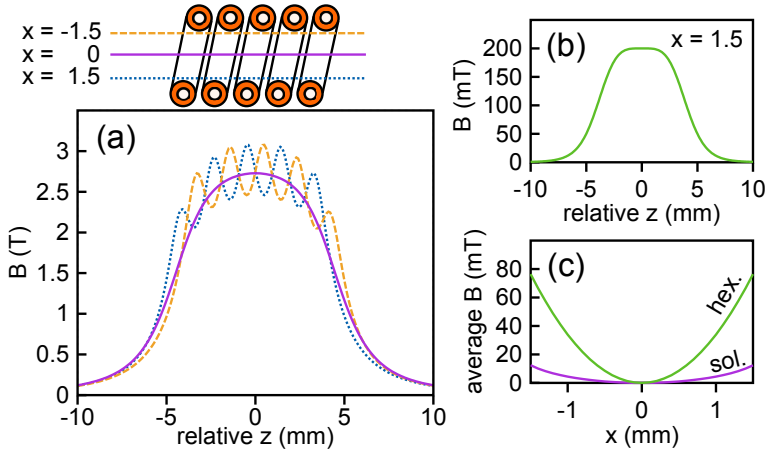 x = -1.5
x = 0
x = 1.5
(a)
B (T)
3
2.5
2
1.5
1
0.5
0
-10 -5 0 5 10
relative z (mm)
(b)
x = 1.5
B (mT)
200
150
100
50
0
-10 -5 0 5 10
relative z (mm)
(c)
average B (mT)
80
60
40
20
0
hex.
sol.
-1 0 1
x (mm)